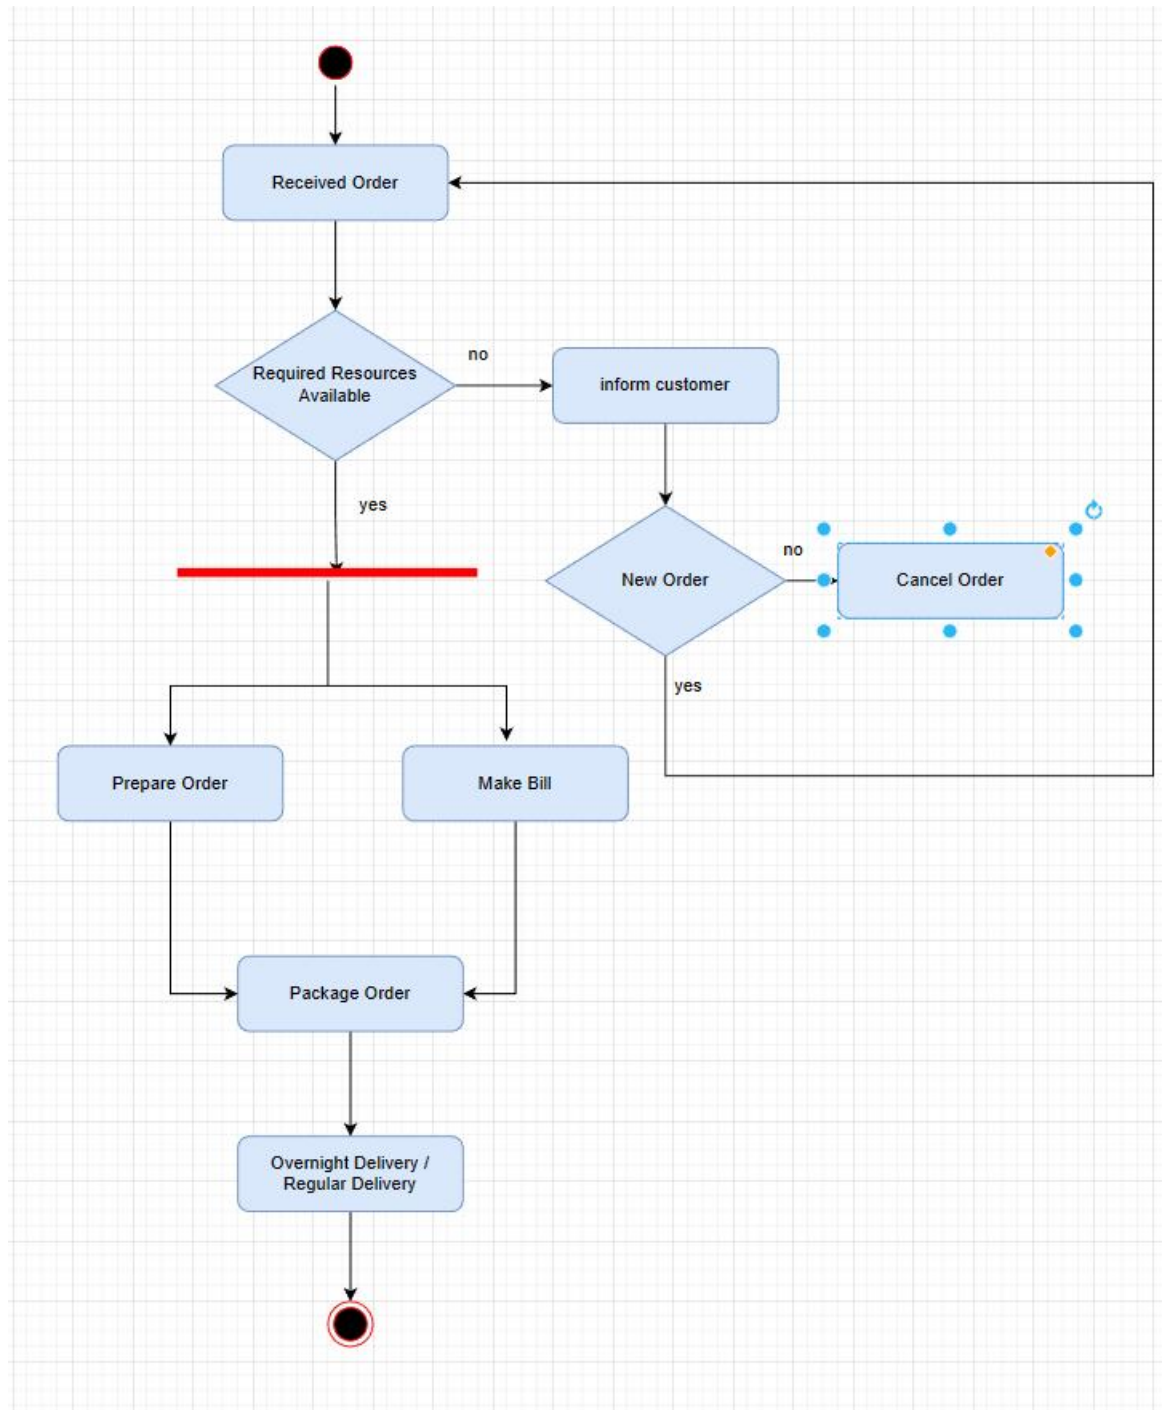 Received Order
Required Resources
Available
no
inform customer
yes
no
New Order
Cancel Order
yes
Prepare Order
Make Bill
Package Order
Overnight Delivery /
Regular Delivery